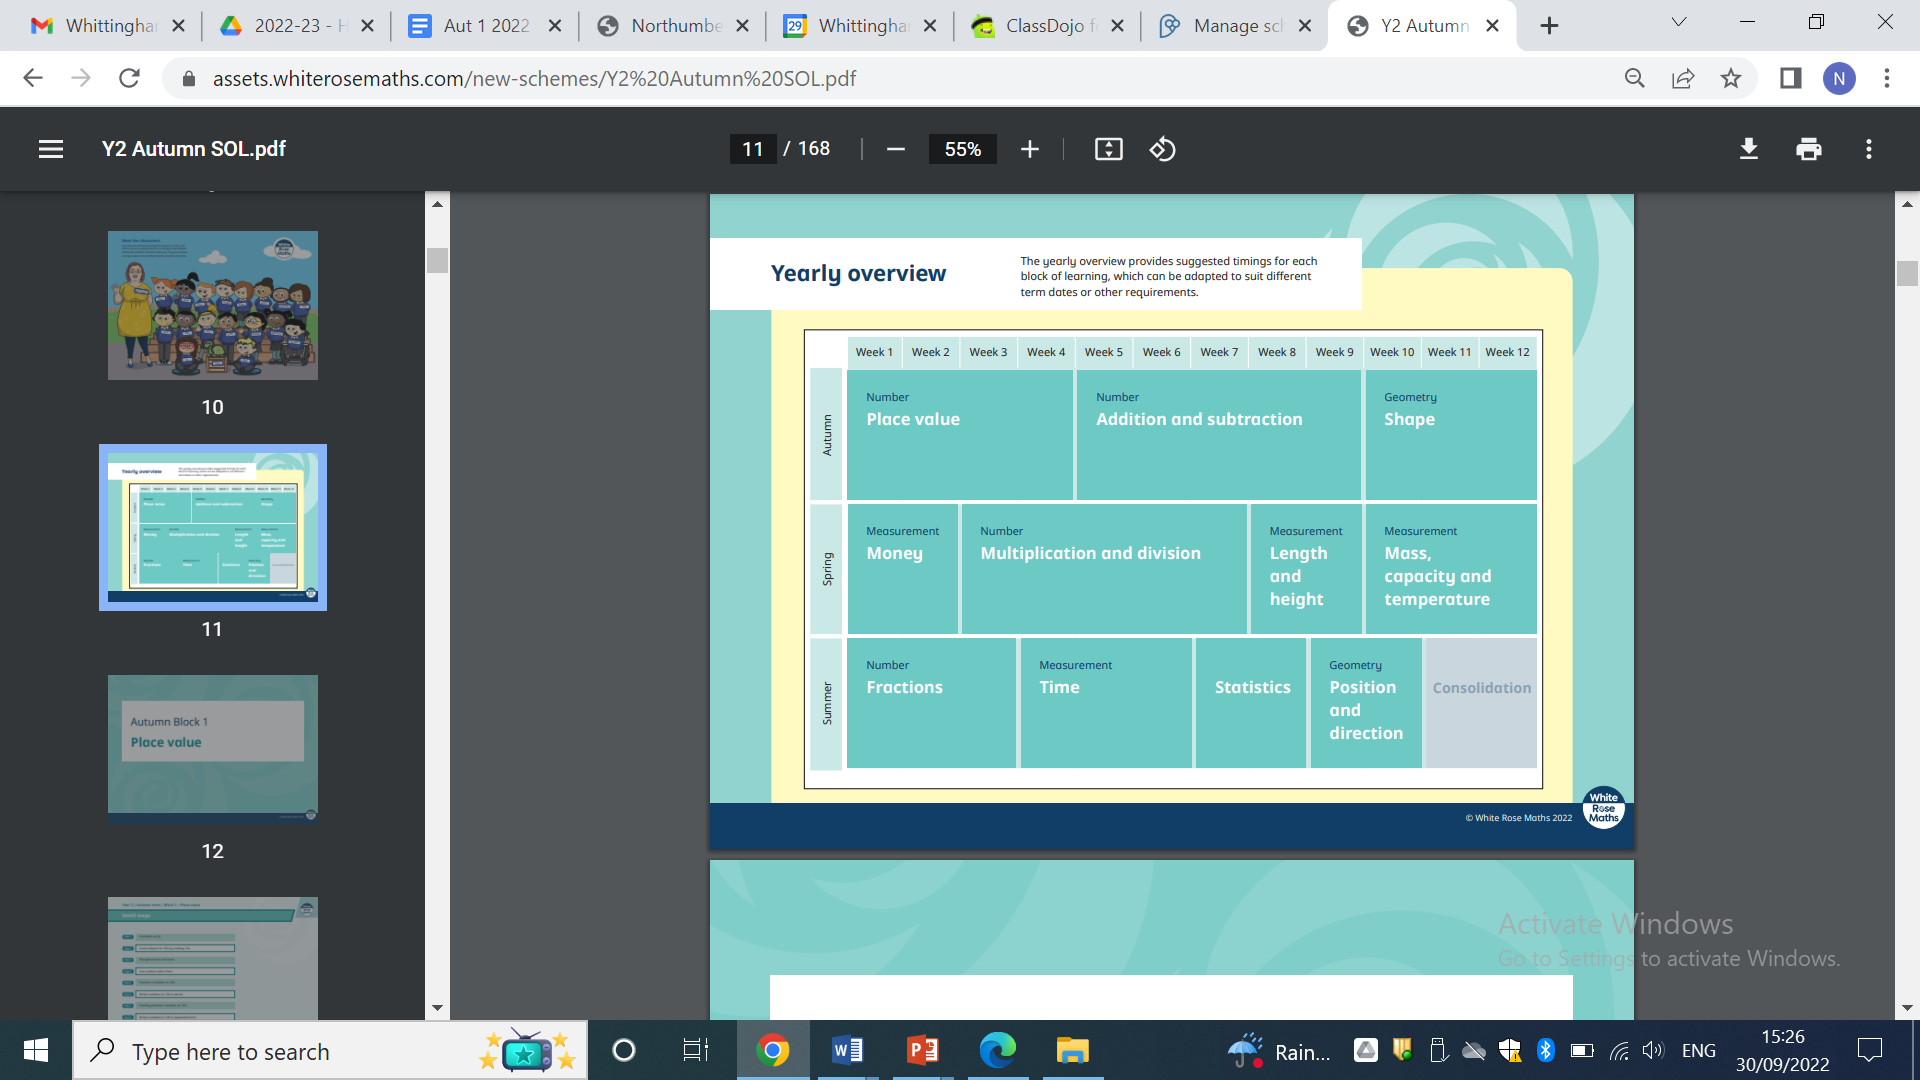 Whittinghar
2022-23 - H
Aut 1 2022
Northumbe
Whittinghar
ClassDojo f
Manage sch
Y2 Autumn
assets.whiterosemaths.com/new-schemes/Y2%20Autumn%20SOL.pdf
N
Y2 Autumn SOL.pdf
11 / 168
55%
10
11
Autumn Block 1
Place value
12
Yearly overview
The yearly overview provides suggested timings for each
block of learning, which can be adapted to suit different
term dates or other requirements.
Week 1 Week 2 Week 3 Week 4 Week 5 Week 6 Week 7 Week 8 Week 9 Week 10 Week 11 Week 12
Autumn
Number
Place value
Number
Addition and subtraction
Geometry
Shape
Spring
Measurement
Money
Number
Multiplication and division
Measurement
Length
and
height
Measurement
Mass,
capacity and
temperature
Summer
Number
Fractions
Measurement
Time
Statistics
Geometry
Position
and
direction
Consolidation
© White Rose Maths 2022
White
Rose
Maths
Activate Windows
Go to Settings to activate Windows.
Type here to search
Rain...
ENG
15:26
30/09/2022